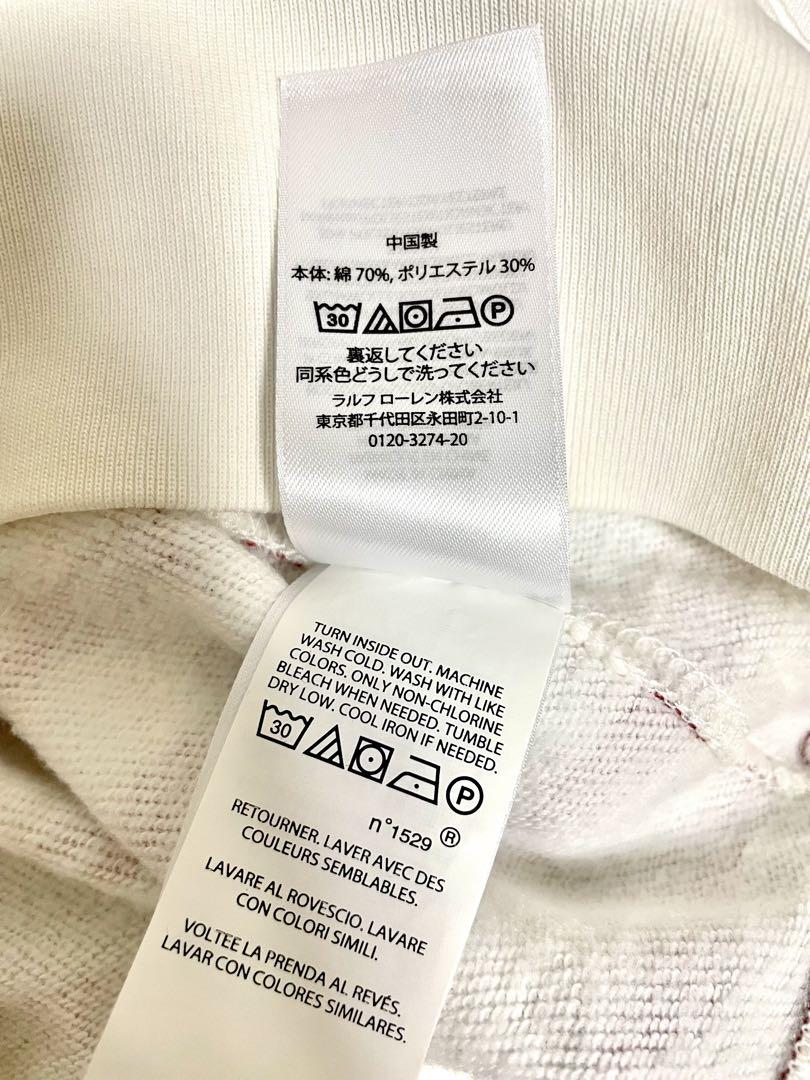 中国製
本体: 綿 70%, ポリエステル 30%
30 P
裏返してください
同系色どうしで洗ってください
ラルフ ローレン株式会社
東京都千代田区永田町2-10-1
0120-3274-20
TURN INSIDE OUT. MACHINE
WASH COLD. WASH WITH LIKE
COLORS. ONLY NON-CHLORINE
BLEACH WHEN NEEDED. TUMBLE
DRY LOW. COOL IRON IF NEEDED.
30 P
n°1529 ®
RETOURNER. LAVER AVEC DES
COULEURS SEMBLABLES.
LAVARE AL ROVESCIO. LAVARE
CON COLORI SIMILI.
VOLTEE LA PRENDA AL REVÉS.
LAVAR CON COLORES SIMILARES.